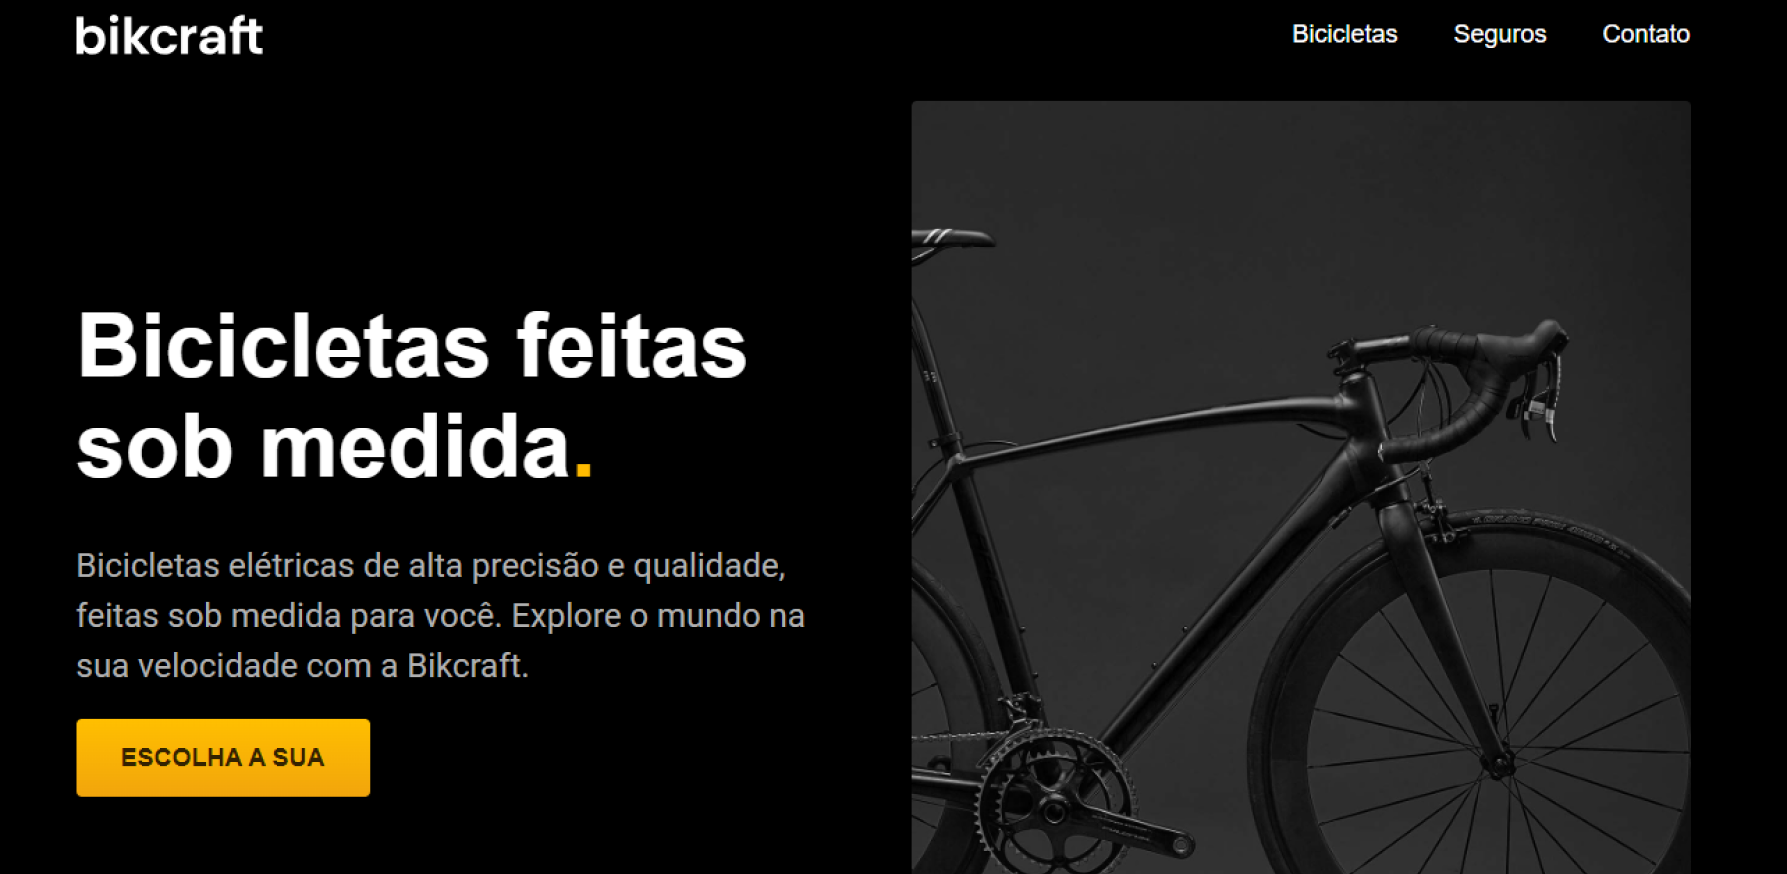 bikcraft
Bicicletas Seguros Contato
Bicicletas feitas
sob medida.
Bicicletas elétricas de alta precisão e qualidade,
feitas sob medida para você. Explore o mundo na
sua velocidade com a Bikcraft.
ESCOLHA A SUA